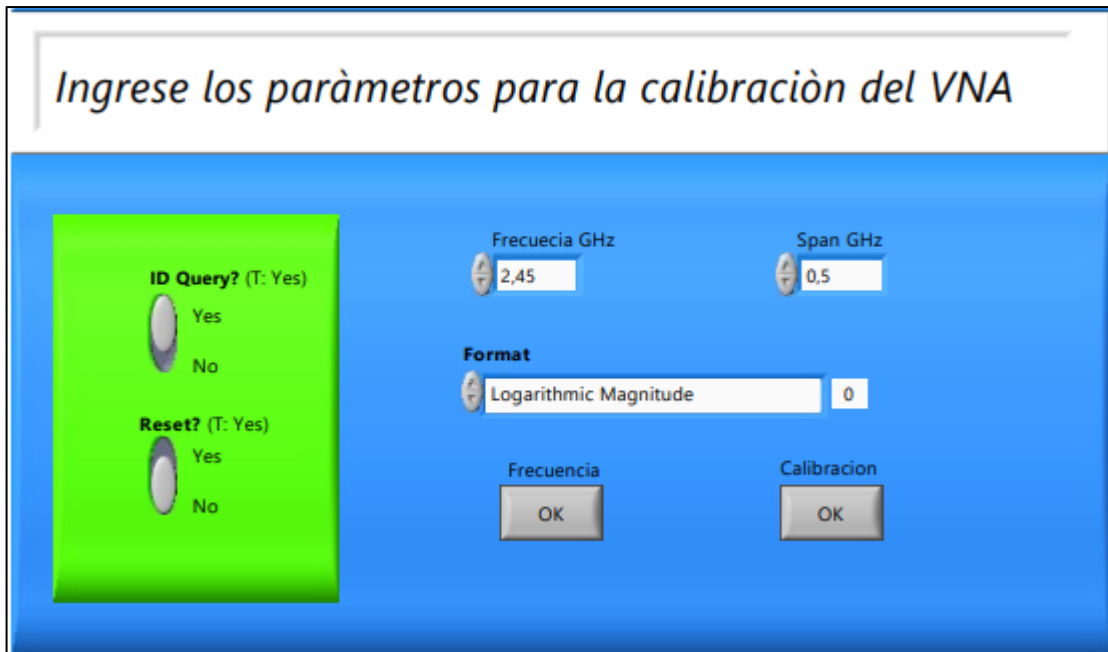 Ingrese los paràmetros para la calibraciòn del VNA
ID Query? (T: Yes)
Yes
No
Reset? (T: Yes)
Yes
No
Frecuecia GHz
2,45
Span GHz
0,5
Format
Logarithmic Magnitude
0
Frecuencia
OK
Calibracion
OK